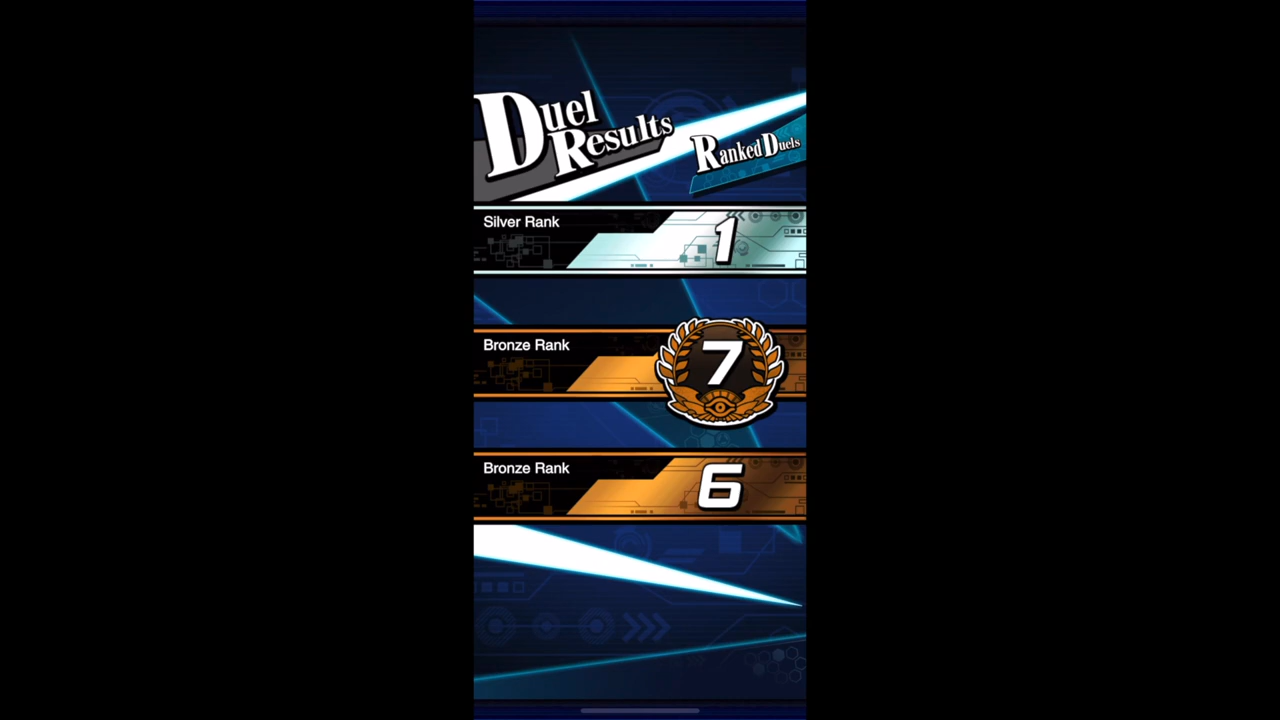 Duel
Results
Ranked Duels
Silver Rank
1
Bronze Rank
7
Bronze Rank
6